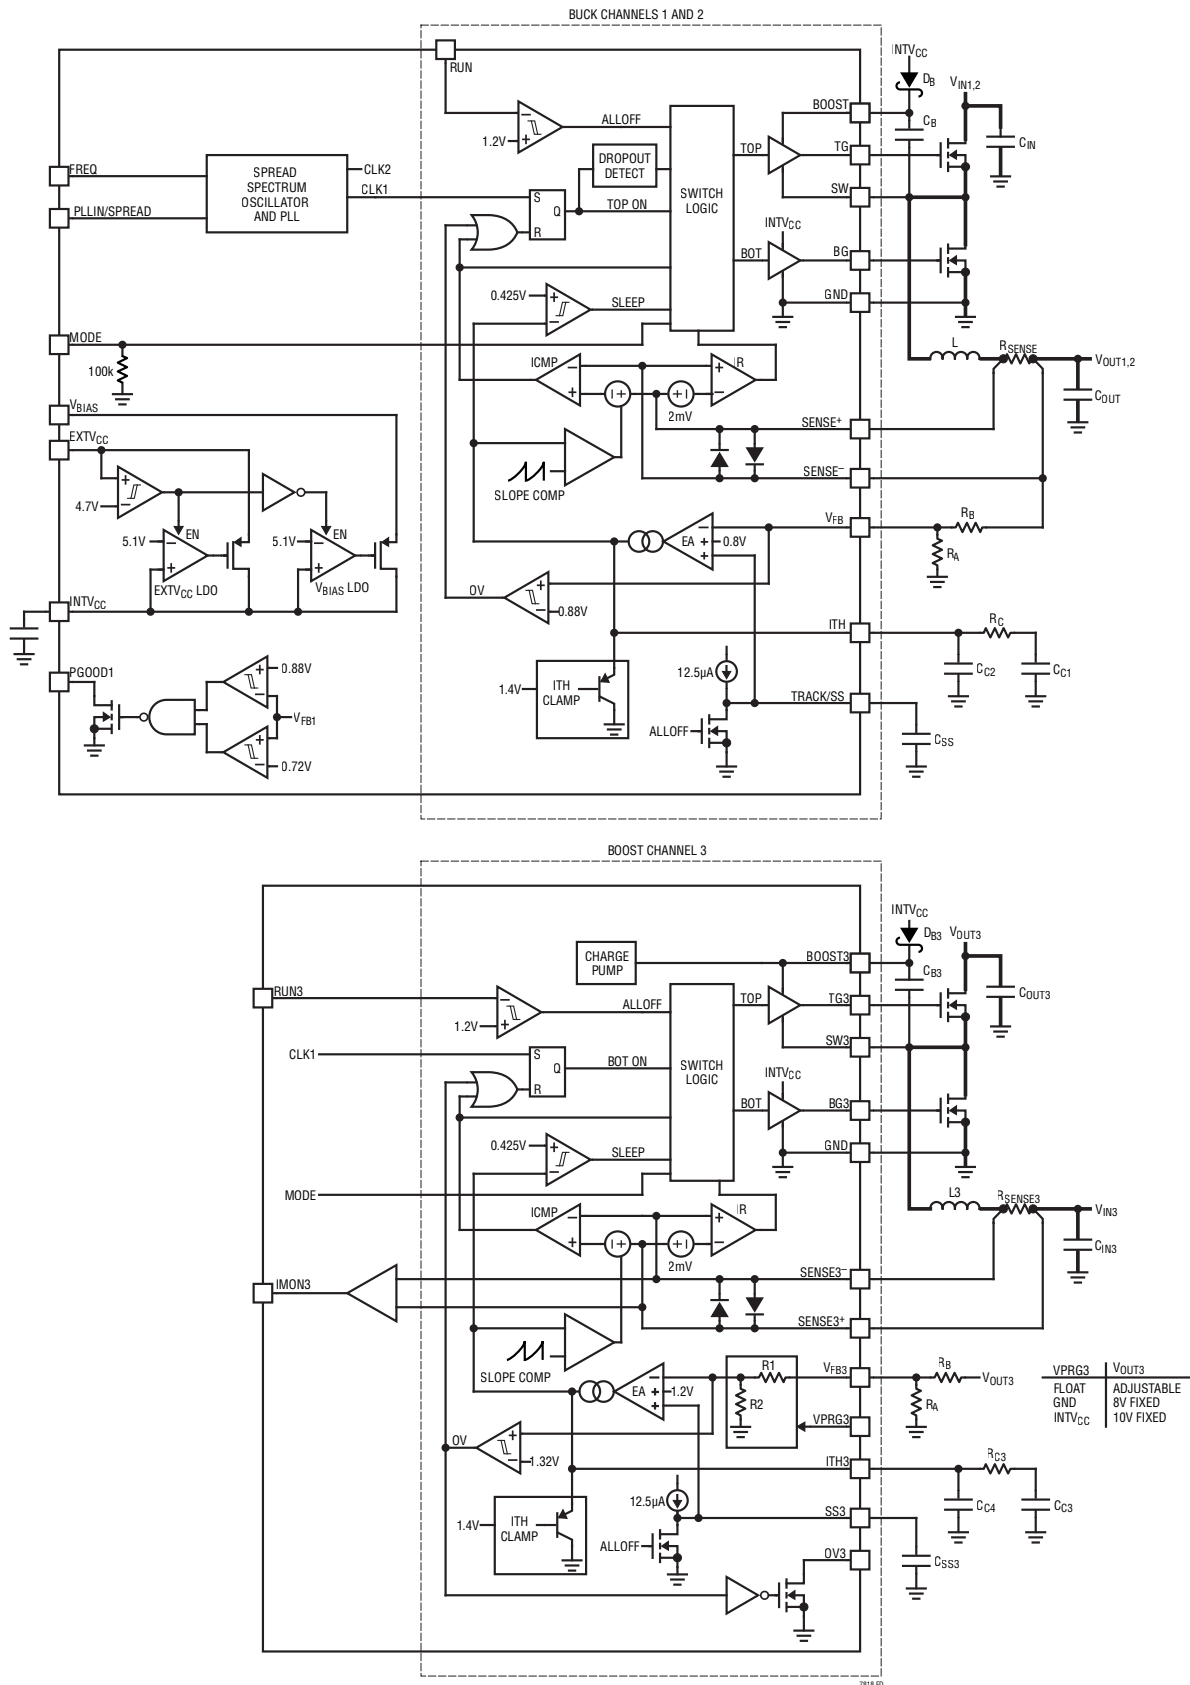 BUCK CHANNELS 1 AND 2
RUN
INTVCC
DB
VIN1,2
BOOST
CB
CIN
1.2V
ALLOFF
TOP
TG
DROPOUT
DETECT
SWITCH
LOGIC
SW
FREQ
PLLIN/SPREAD
SPREAD
SPECTRUM
OSCILLATOR
AND PLL
CLK2
CLK1
S
Q
R
TOP ON
INTVCC
BOT
BG
GND
0.425V
SLEEP
MODE
100k
ICMP
IR
2mV
L
RSENSE
VOUT1,2
COUT
VBIAS
EXTVCC
4.7V
SENSE+
SENSE–
SLOPE COMP
5.1V
EN
EXTVCC LDO
5.1V
EN
VBIAS LDO
EA
0.8V
VFB
RB
RA
OV
0.88V
INTVCC
ITH
RC
CC2
CC1
PGOOD1
0.88V
VFB1
0.72V
1.4V
ITH
CLAMP
12.5µA
ALLOFF
TRACK/SS
CSS
BOOST CHANNEL 3
INTVCC
DB3
VOUT3
CHARGE
PUMP
BOOST3
CB3
COUT3
RUN3
1.2V
ALLOFF
TOP
TG3
SW3
CLK1
S
Q
R
BOT ON
SWITCH
LOGIC
INTVCC
BOT
BG3
GND
0.425V
SLEEP
MODE
ICMP
IR
2mV
L3
RSENSE3
VIN3
CIN3
IMON3
SENSE3–
SENSE3+
SLOPE COMP
EA
1.2V
R1
R2
VFB3
VPRG3
RB
VOUT3
RA
VPRG3 VOUT3
FLOAT ADJUSTABLE
GND 8V FIXED
INTVCC 10V FIXED
OV
1.32V
ITH3
RC3
CC4
CC3
1.4V
ITH
CLAMP
12.5µA
ALLOFF
SS3
CSS3
OV3
7818 FD